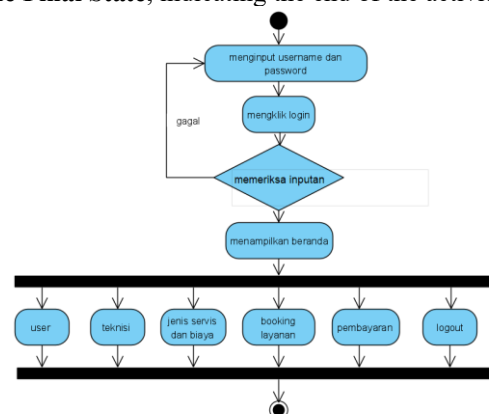 Final State, indicating the end of the activi
menginput username dan
password
gagal
mengklik login
memeriksa inputan
menampilkan beranda
user
teknisi
jenis servis
dan biaya
booking
layanan
pembayaran
logout